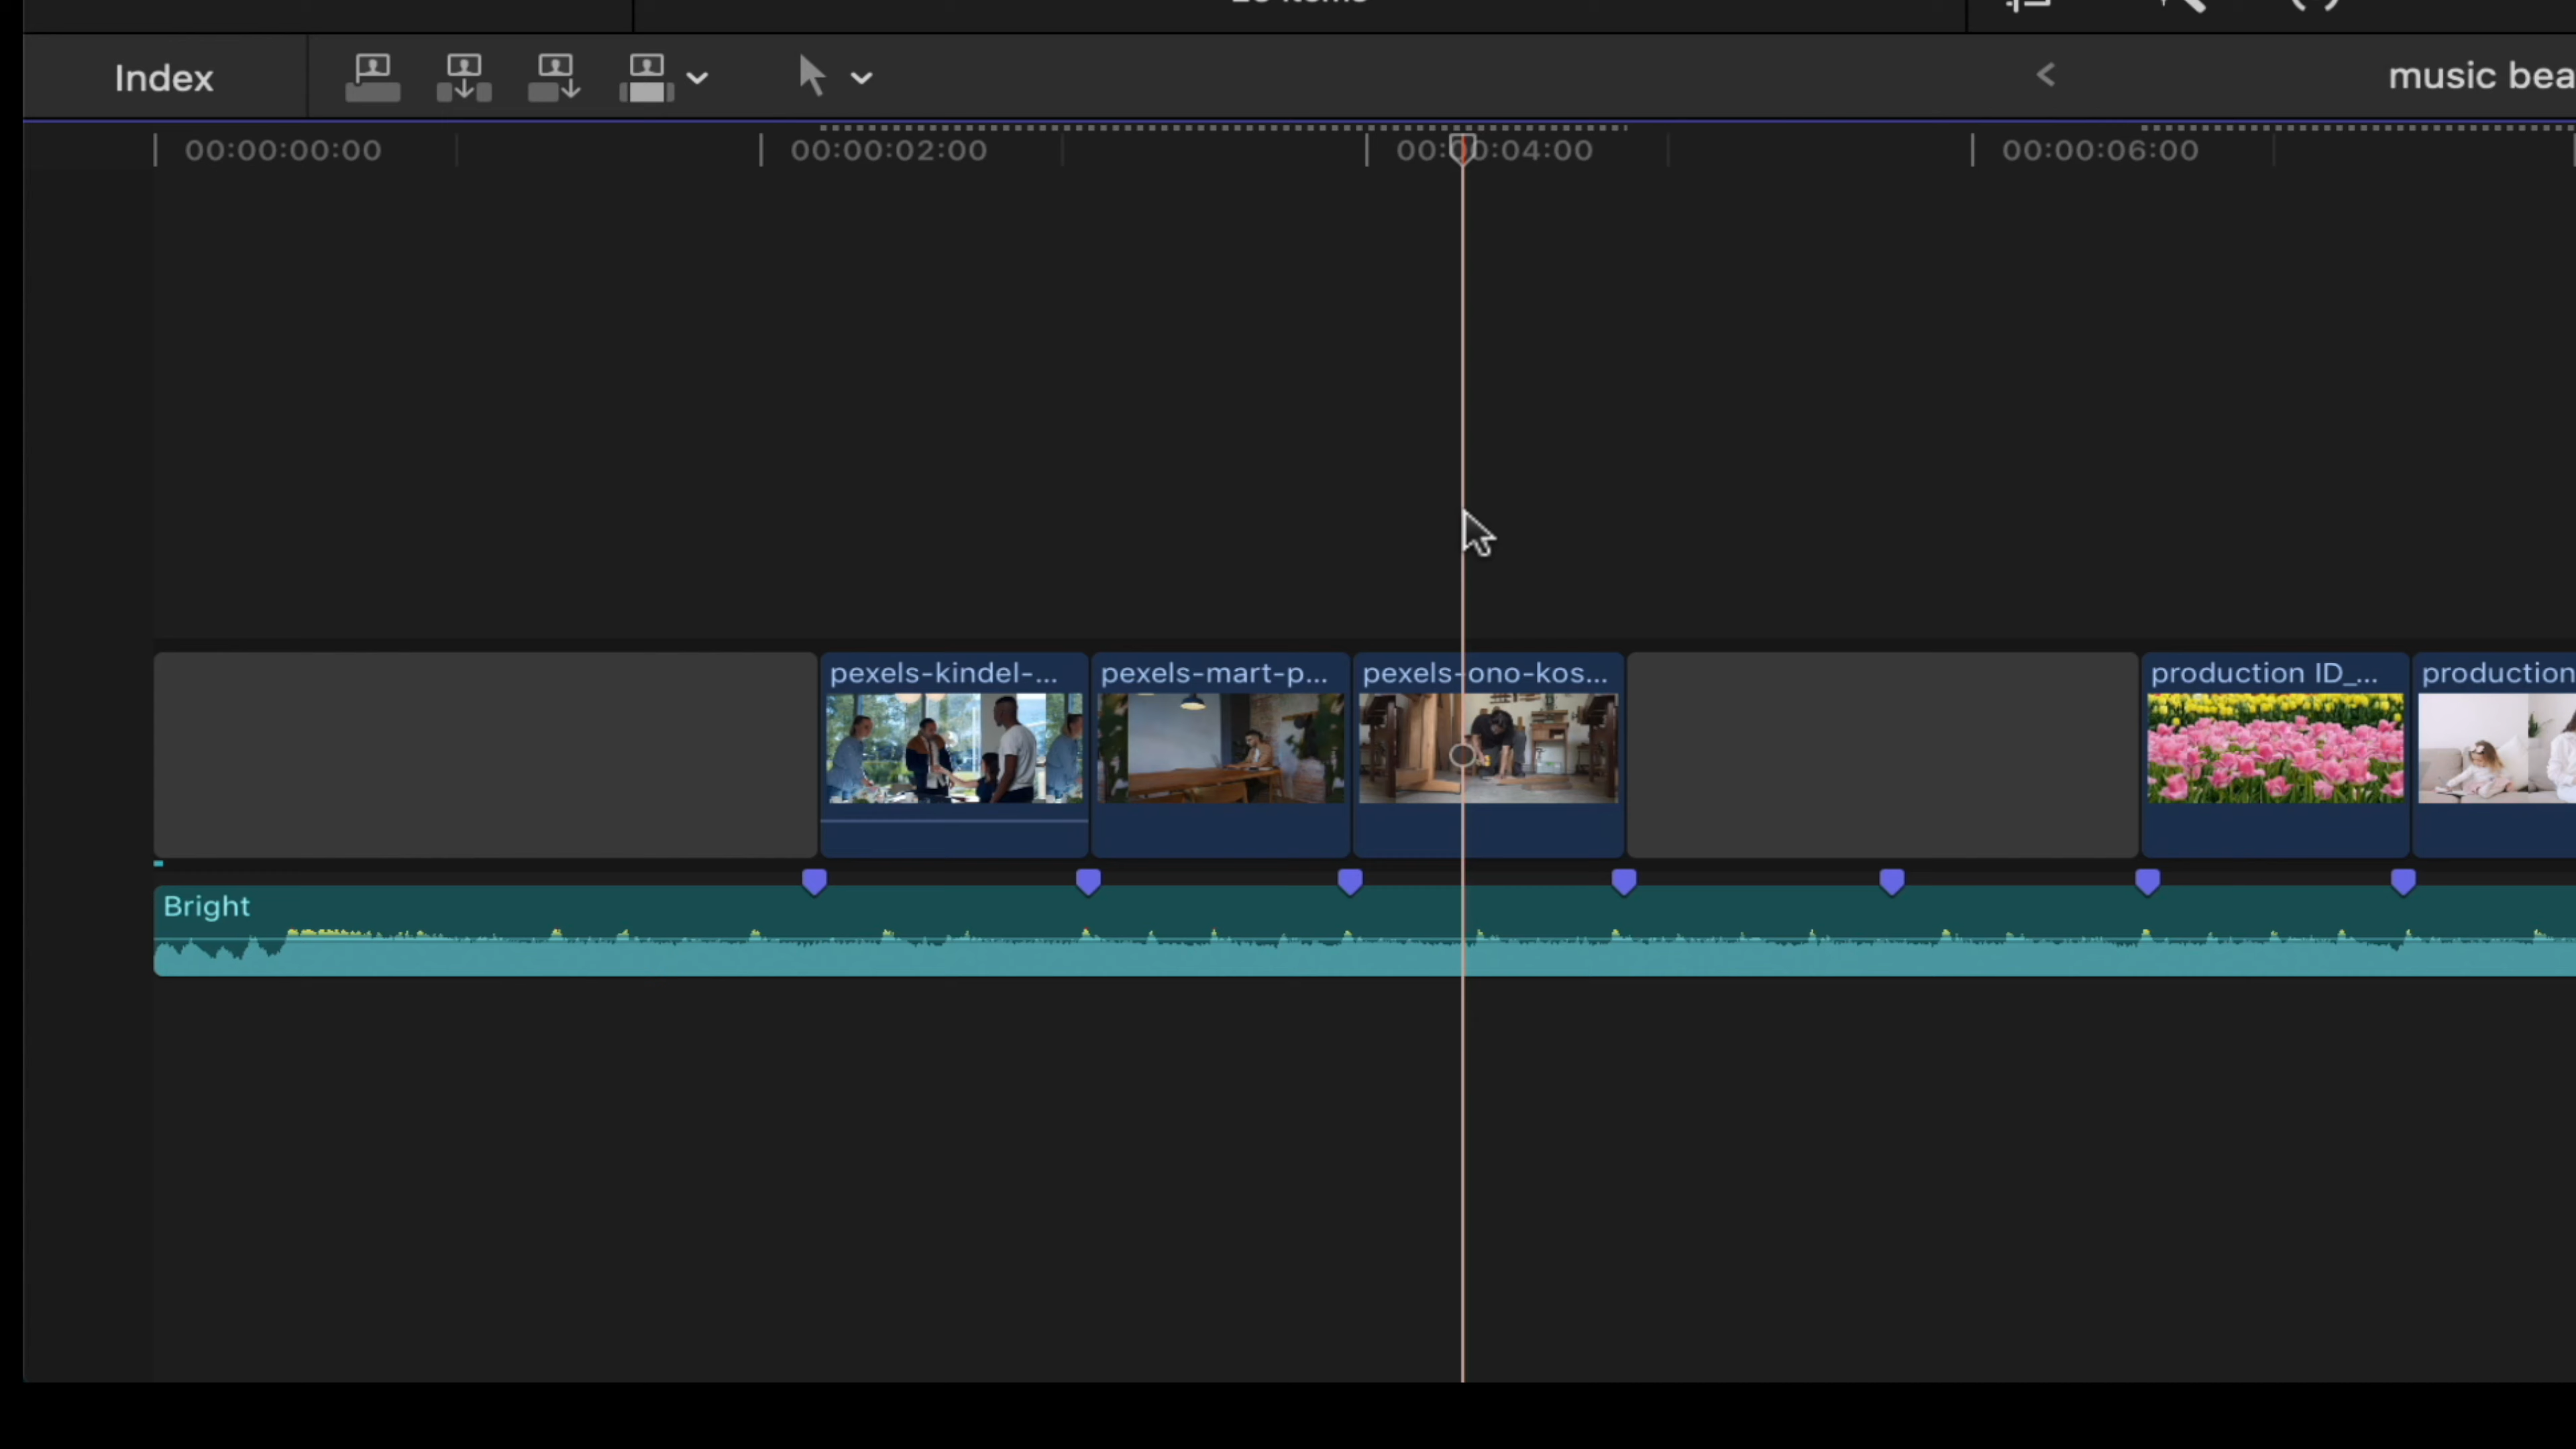 Index
music bea
00:00:00:00
00:00:02:00
00:00:04:00
00:00:06:00
pexels-kindel-...
pexels-mart-p...
pexels-ono-kos...
production ID_...
production
Bright